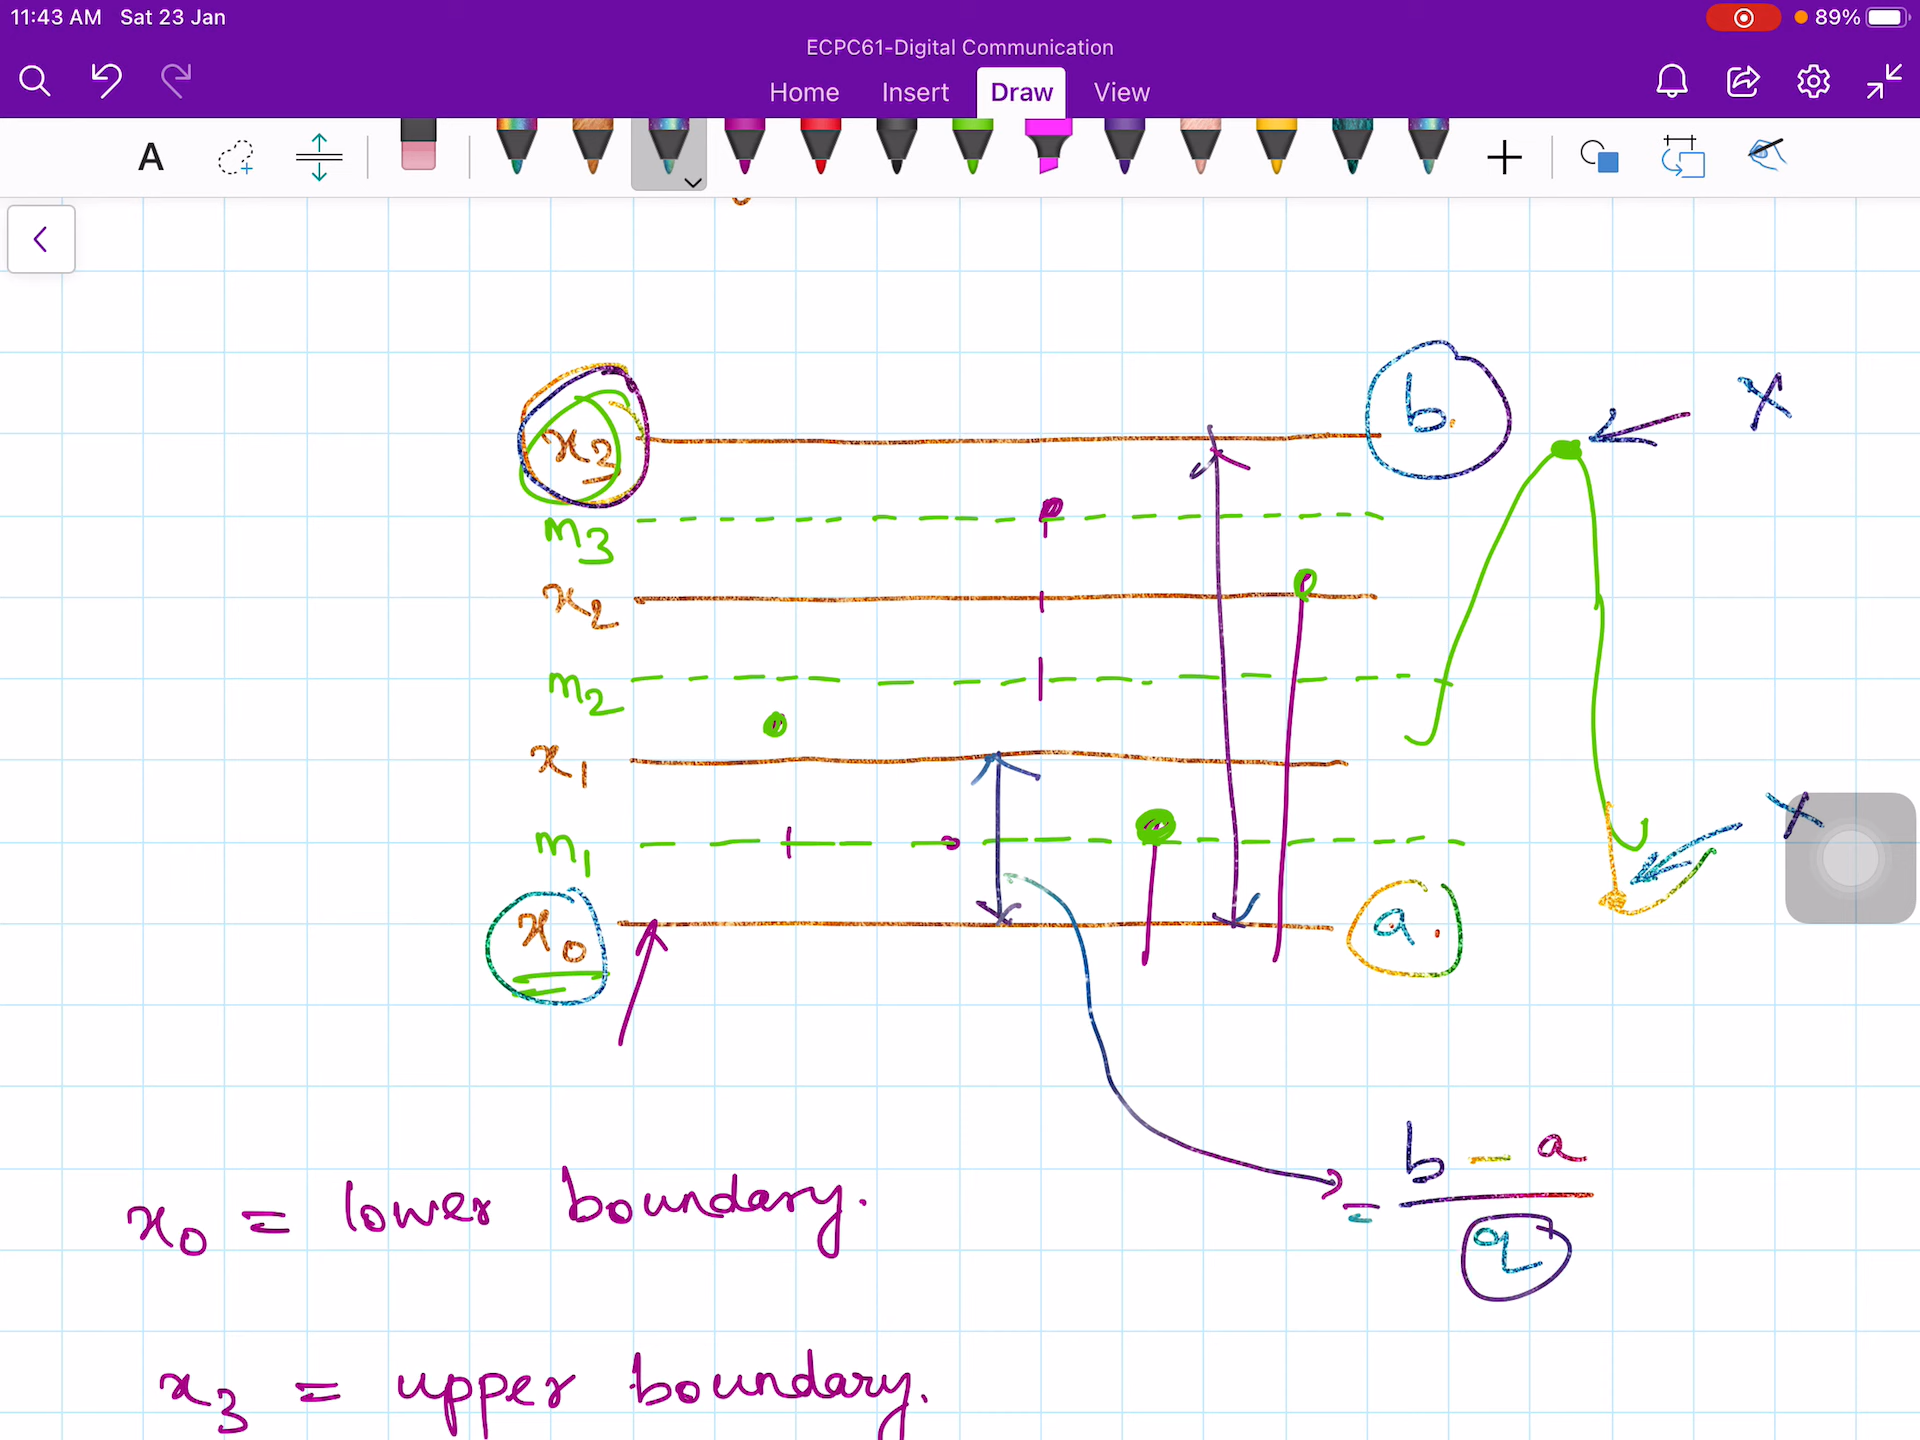 11:43 AM Sat 23 Jan
89%
ECPC61-Digital Communication
Home Insert Draw View
A
x2
b.
x
m3
x2
m2
x1
x
m1
x0
a.
= b - a / q
x0 = lower boundary.
x3 = upper boundary.